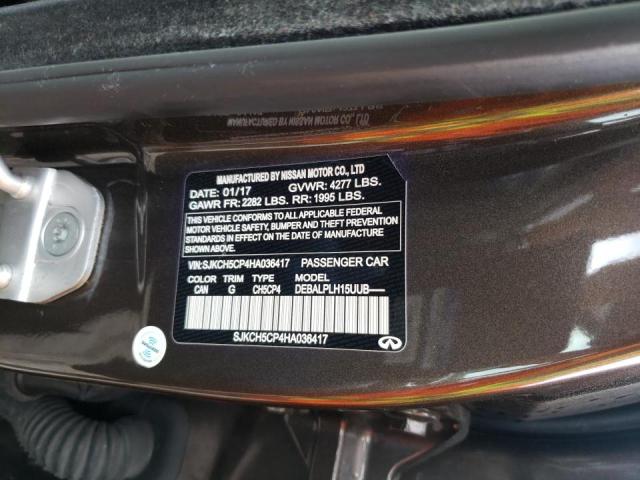 MANUFACTURED BY NISSAN MOTOR CO., LTD
DATE: 01/17 GVWR: 4277 LBS.
GAWR FR: 2282 LBS. RR: 1995 LBS.
THIS VEHICLE CONFORMS TO ALL APPLICABLE FEDERAL
MOTOR VEHICLE SAFETY, BUMPER AND THEFT PREVENTION
STANDARDS IN EFFECT ON THE DATE OF MANUFACTURE
SHOWN ABOVE.
VIN:SJKCH5CP4HA036417 PASSENGER CAR
COLOR TRIM TYPE MODEL
CAN G CH5CP4 DEBALPLH15UUB——
SJKCH5CP4HA036417